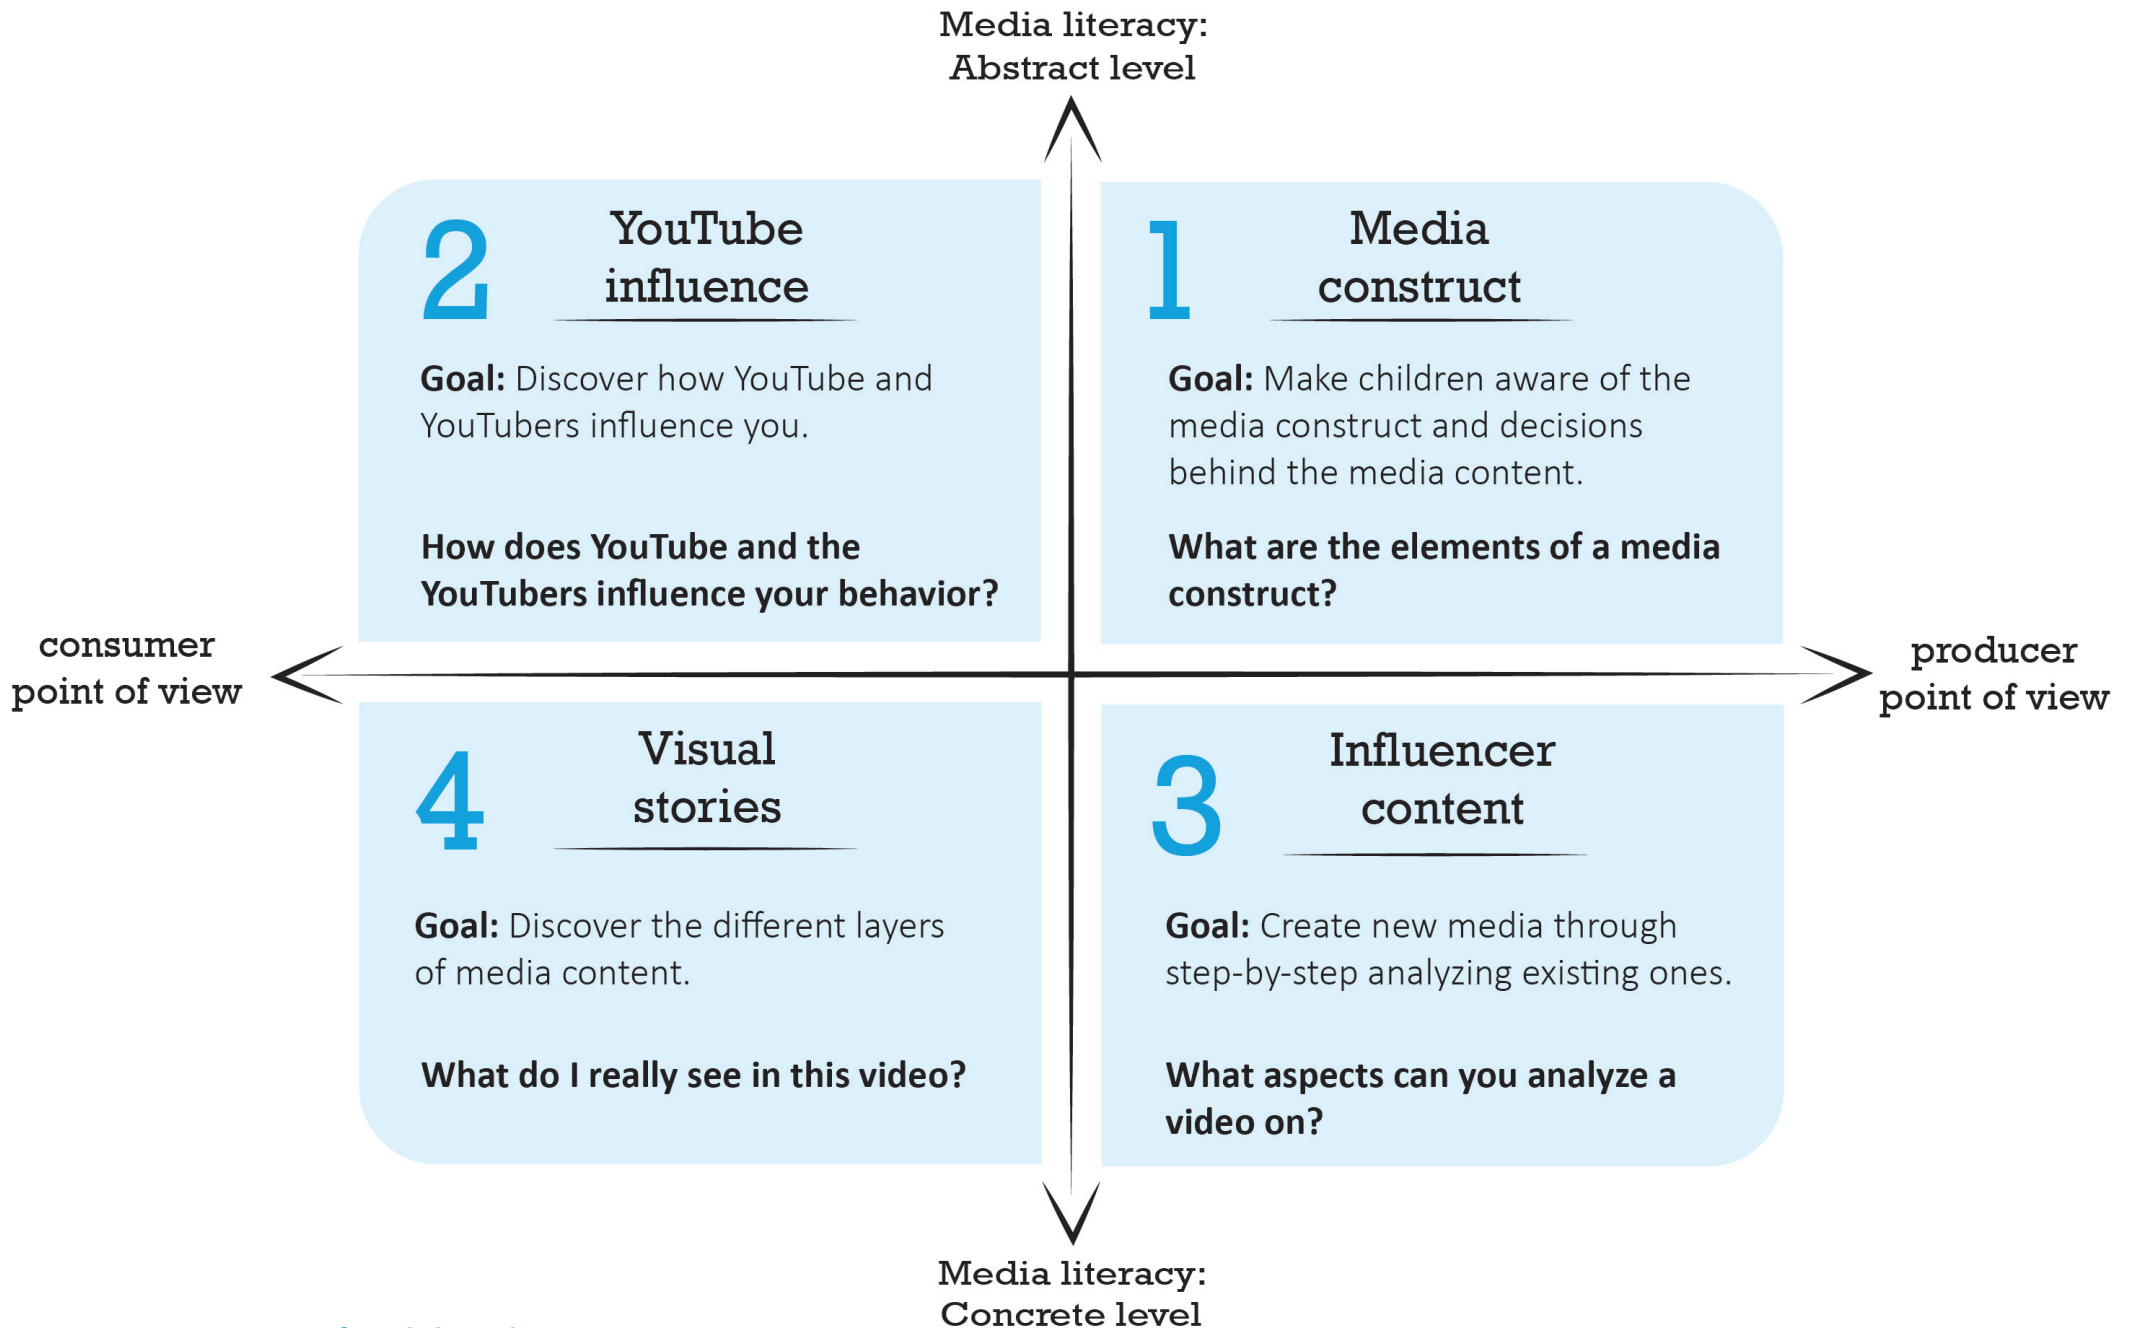 Media literacy:
Abstract level
2
YouTube
influence
Goal: Discover how YouTube and
YouTubers influence you.
How does YouTube and the
YouTubers influence your behavior?
1
Media
construct
Goal: Make children aware of the
media construct and decisions
behind the media content.
What are the elements of a media
construct?
consumer
point of view
producer
point of view
4
Visual
stories
Goal: Discover the different layers
of media content.
What do I really see in this video?
3
Influencer
content
Goal: Create new media through
step-by-step analyzing existing ones.
What aspects can you analyze a
video on?
Media literacy:
Concrete level